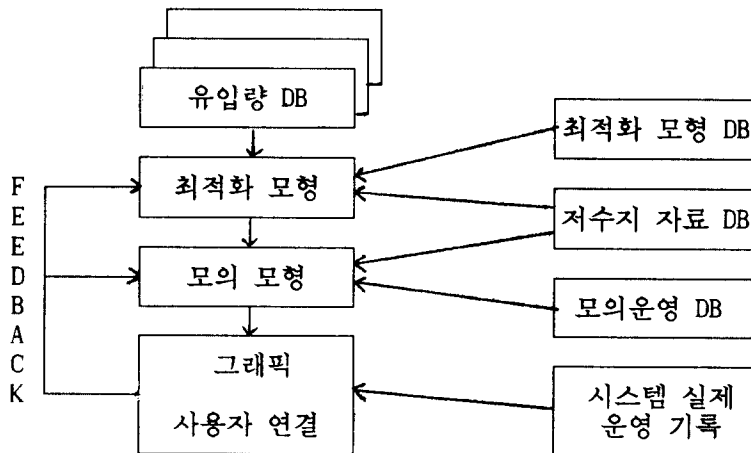 유입량 DB
최적화 모형 DB
최적화 모형
저수지 자료 DB
모의 모형
모의운영 DB
그래픽
사용자 연결
시스템 실제
운영 기록
F
E
E
D
B
A
C
K